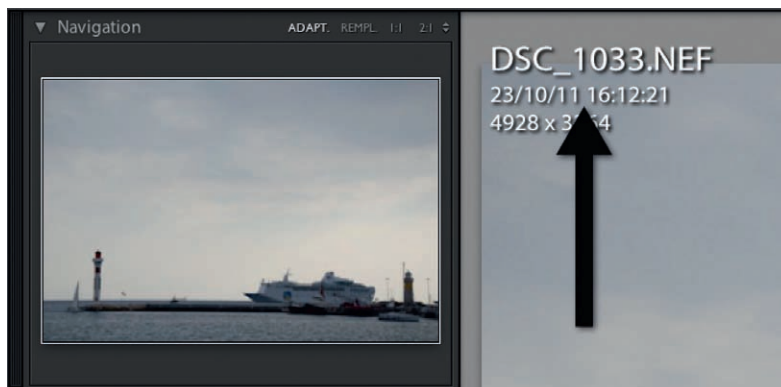 Navigation ADAPT. REMPL. 1:1 2:1
DSC_1033.NEF
23/10/11 16:12:21
4928 x